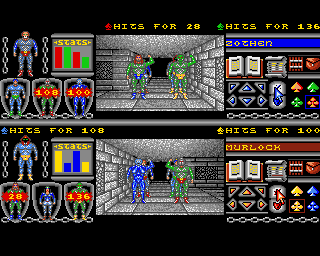 HITS FOR 28
HITS FOR 136
STATS
ZOTHEN
108
100
HITS FOR 108
HITS FOR 100
STATS
MURLOCK
28
136